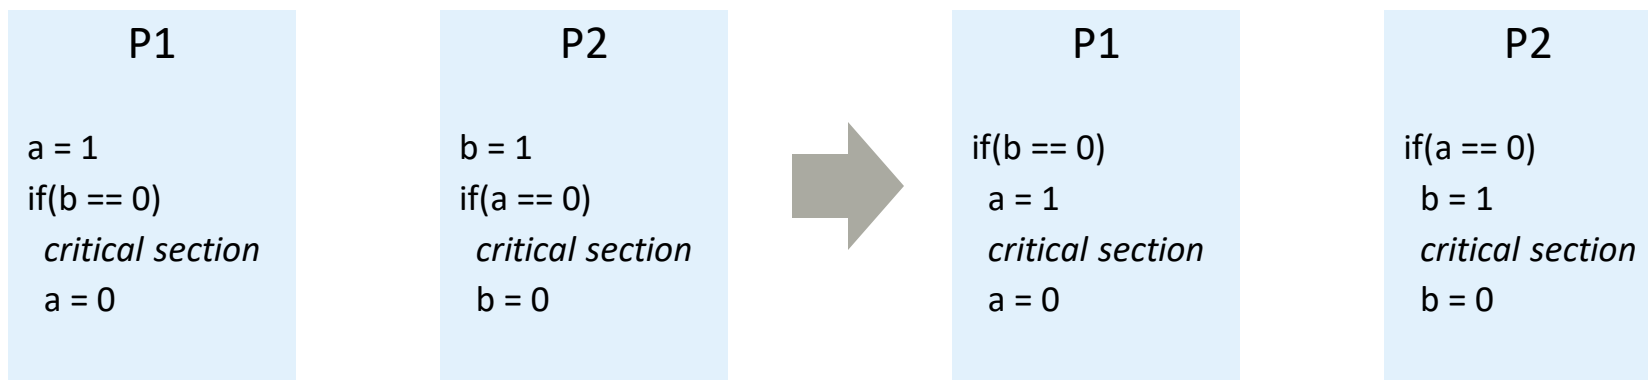 P1
a = 1
if(b == 0)
critical section
a = 0
P2
b = 1
if(a == 0)
critical section
b = 0
P1
if(b == 0)
a = 1
critical section
a = 0
P2
if(a == 0)
b = 1
critical section
b = 0